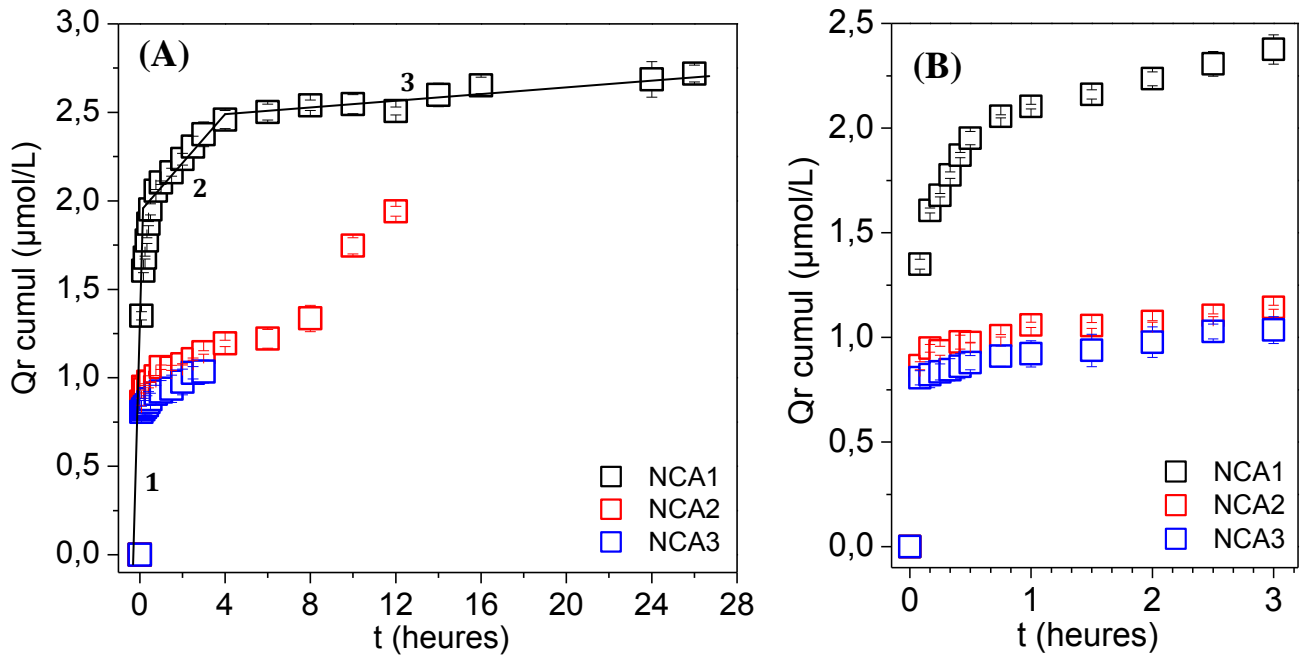 (A)
3,0
2,5
2,0
1,5
1,0
0,5
0,0
Qr cumul (µmol/L)
1
2
3
NCA1
NCA2
NCA3
0 4 8 12 16 20 24 28
t (heures)
(B)
2,5
2,0
1,5
1,0
0,5
0,0
Qr cumul (µmol/L)
NCA1
NCA2
NCA3
0 1 2 3
t (heures)